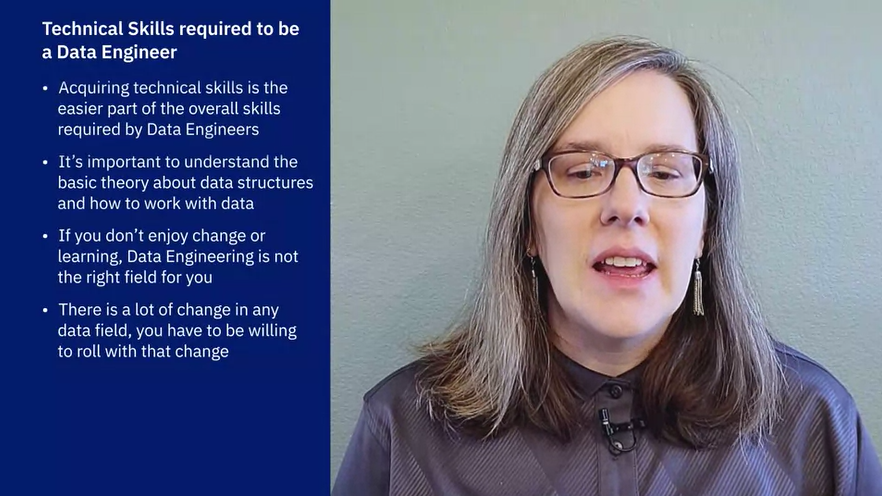 Technical Skills required to be
a Data Engineer
• Acquiring technical skills is the
easier part of the overall skills
required by Data Engineers
• It's important to understand the
basic theory about data structures
and how to work with data
• If you don't enjoy change or
learning, Data Engineering is not
the right field for you
• There is a lot of change in any
data field, you have to be willing
to roll with that change